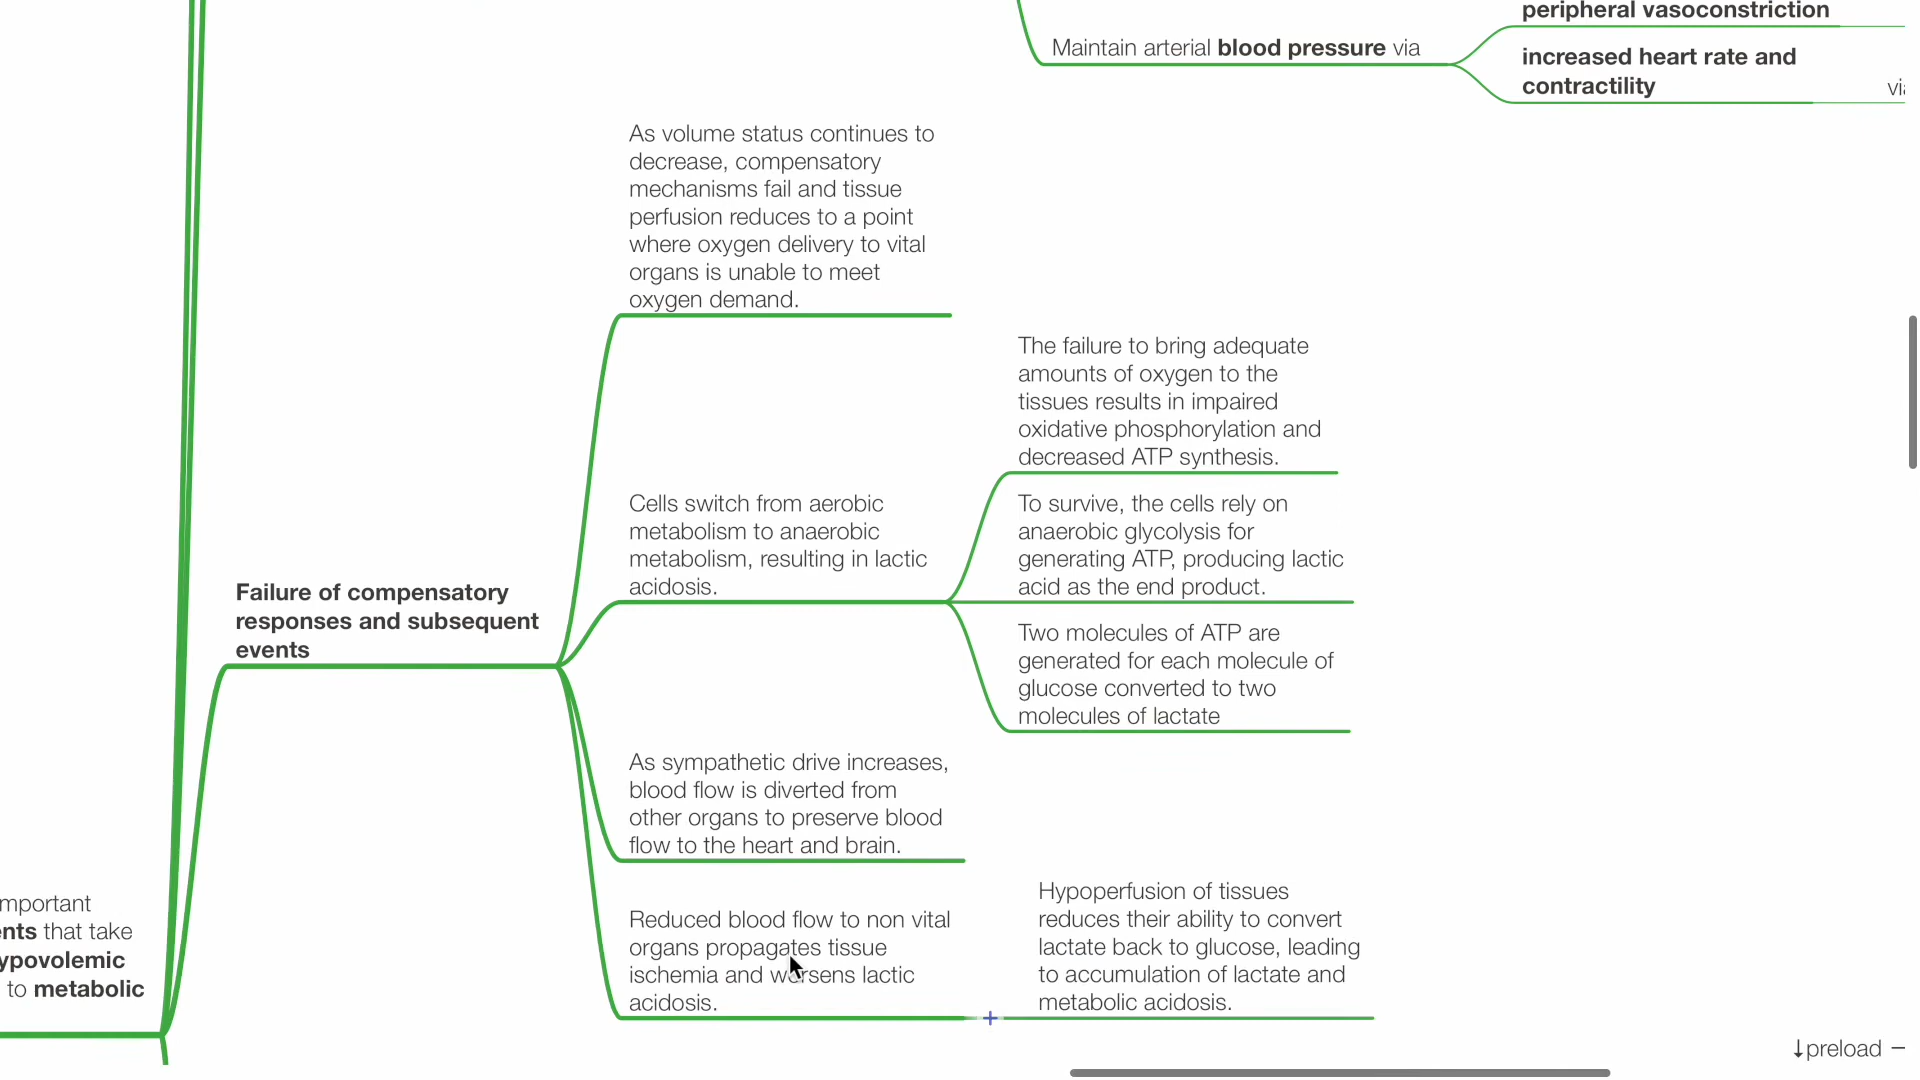 peripheral vasoconstriction
Maintain arterial blood pressure via
increased heart rate and
contractility
As volume status continues to
decrease, compensatory
mechanisms fail and tissue
perfusion reduces to a point
where oxygen delivery to vital
organs is unable to meet
oxygen demand.
The failure to bring adequate
amounts of oxygen to the
tissues results in impaired
oxidative phosphorylation and
decreased ATP synthesis.
Cells switch from aerobic
metabolism to anaerobic
metabolism, resulting in lactic
acidosis.
To survive, the cells rely on
anaerobic glycolysis for
generating ATP, producing lactic
acid as the end product.
Failure of compensatory
responses and subsequent
events
Two molecules of ATP are
generated for each molecule of
glucose converted to two
molecules of lactate
As sympathetic drive increases,
blood flow is diverted from
other organs to preserve blood
flow to the heart and brain.
Reduced blood flow to non vital
organs propagates tissue
ischemia and worsens lactic
acidosis.
Hypoperfusion of tissues
reduces their ability to convert
lactate back to glucose, leading
to accumulation of lactate and
metabolic acidosis.
mportant
nts that take
ypovolemic
to metabolic
↓preload –